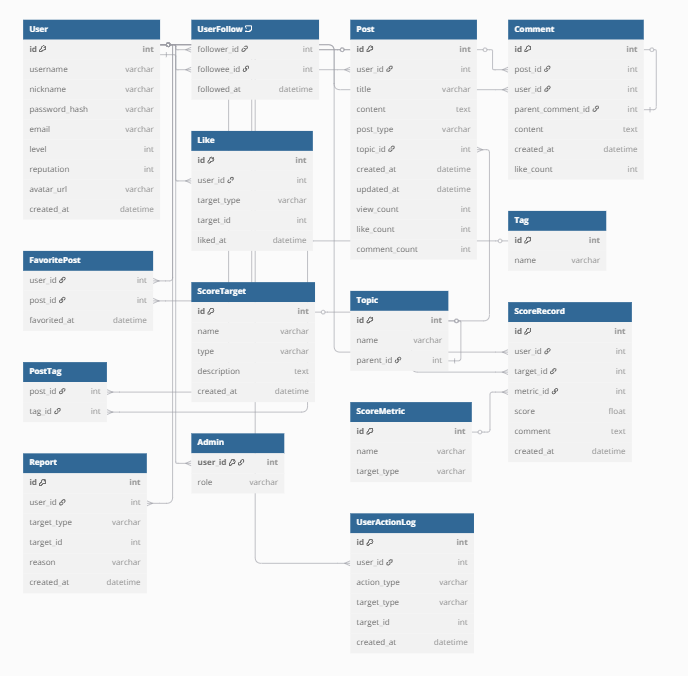 User
id int
username varchar
nickname varchar
password_hash varchar
email varchar
level int
reputation int
avatar_url varchar
created_at datetime
UserFollow
follower_id int
followee_id int
followed_at datetime
Post
id int
user_id int
title varchar
content text
post_type varchar
topic_id int
created_at datetime
updated_at datetime
view_count int
like_count int
comment_count int
Comment
id int
post_id int
user_id int
parent_comment_id int
content text
created_at datetime
like_count int
Like
id int
user_id int
target_type varchar
target_id int
liked_at datetime
Tag
id int
name varchar
FavoritePost
user_id int
post_id int
favorited_at datetime
ScoreTarget
id int
name varchar
type varchar
description text
created_at datetime
Topic
id int
name varchar
parent_id int
ScoreRecord
id int
user_id int
target_id int
metric_id int
score float
comment text
created_at datetime
PostTag
post_id int
tag_id int
ScoreMetric
id int
name varchar
target_type varchar
Admin
user_id int
role varchar
Report
id int
user_id int
target_type varchar
target_id int
reason varchar
created_at datetime
UserActionLog
id int
user_id int
action_type varchar
target_type varchar
target_id int
created_at datetime